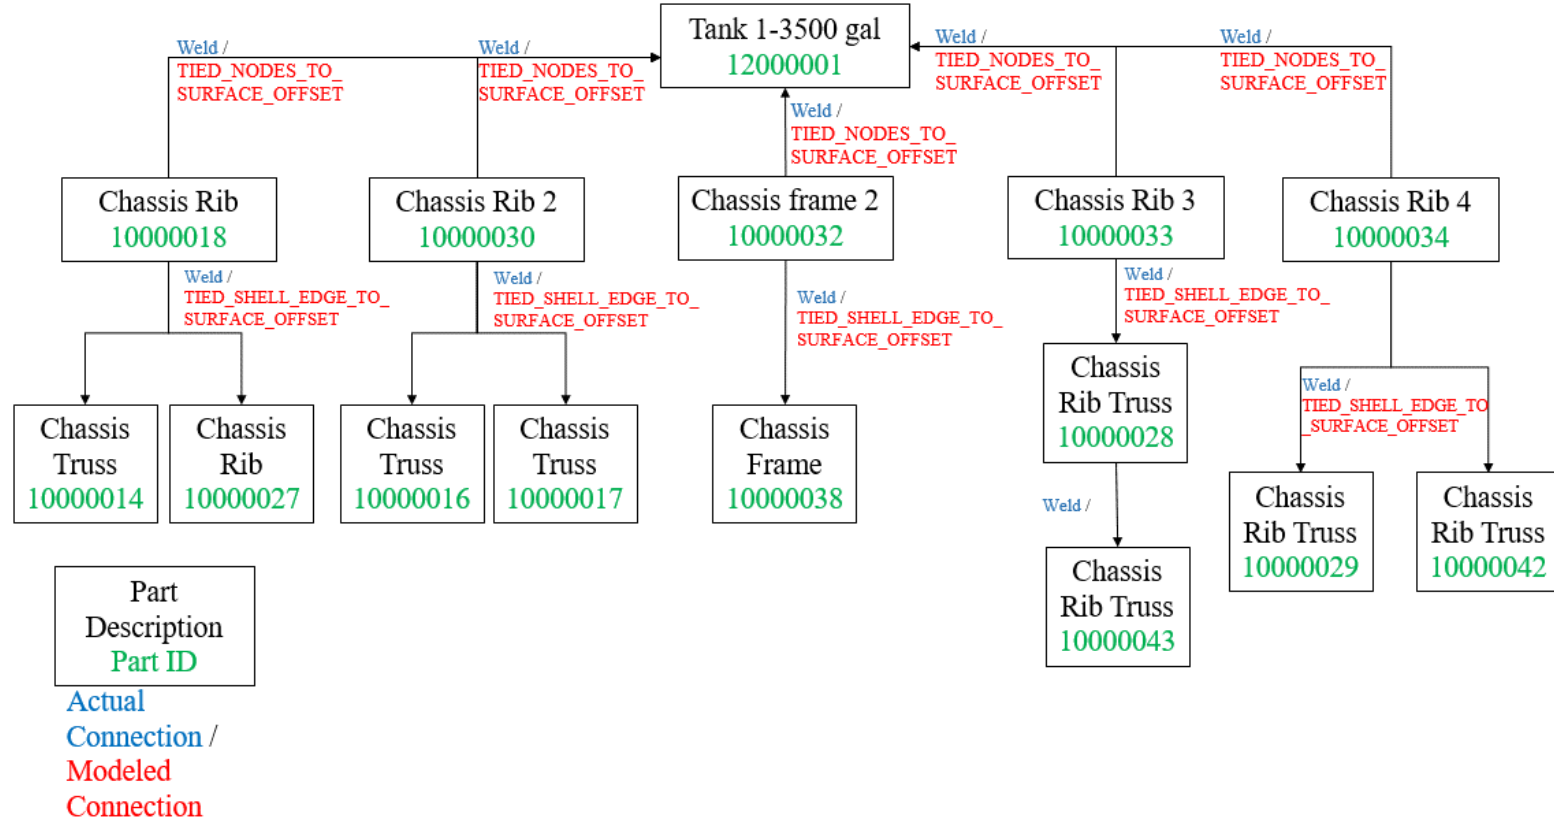 Tank 1-3500 gal
12000001
Weld /
TIED_NODES_TO_
SURFACE_OFFSET
Weld /
TIED_NODES_TO_
SURFACE_OFFSET
Weld /
TIED_NODES_TO_
SURFACE_OFFSET
Weld /
TIED_NODES_TO_
SURFACE_OFFSET
Weld /
TIED_NODES_TO_
SURFACE_OFFSET
Chassis Rib
10000018
Chassis Rib 2
10000030
Chassis frame 2
10000032
Chassis Rib 3
10000033
Chassis Rib 4
10000034
Weld /
TIED_SHELL_EDGE_TO_
SURFACE_OFFSET
Weld /
TIED_SHELL_EDGE_TO_
SURFACE_OFFSET
Weld /
TIED_SHELL_EDGE_TO_
SURFACE_OFFSET
Weld /
TIED_SHELL_EDGE_TO_
SURFACE_OFFSET
Weld /
TIED_SHELL_EDGE_TO
_SURFACE_OFFSET
Chassis
Truss
10000014
Chassis
Rib
10000027
Chassis
Truss
10000016
Chassis
Truss
10000017
Chassis
Frame
10000038
Chassis
Rib Truss
10000028
Weld /
Chassis
Rib Truss
10000043
Chassis
Rib Truss
10000029
Chassis
Rib Truss
10000042
Part
Description
Part ID
Actual
Connection /
Modeled
Connection